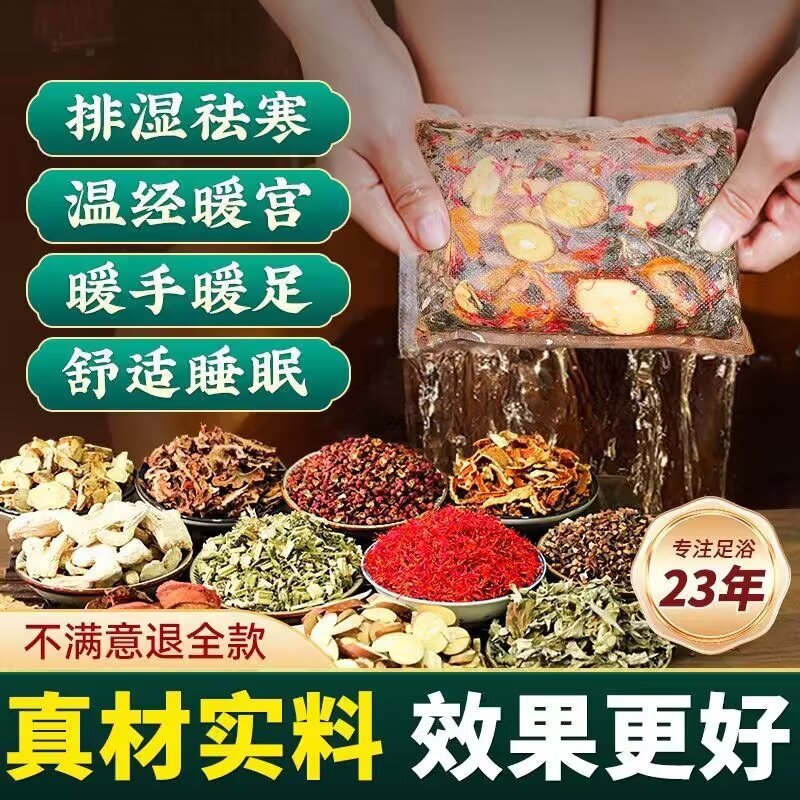 排湿祛寒
温经暖宫
暖手暖足
舒适睡眠
专注足浴
23年
不满意退全款
真材实料 效果更好